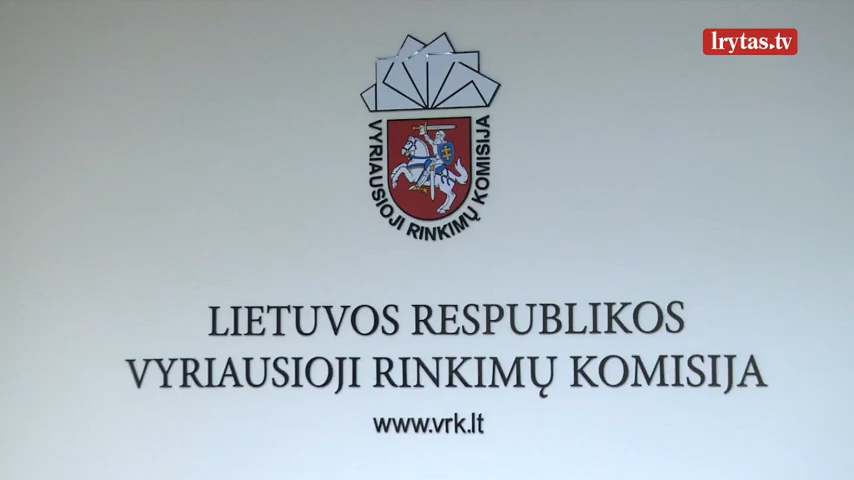 lrytas.tv
VYRIAUSIOJI RINKIMŲ KOMISIJA
LIETUVOS RESPUBLIKOS
VYRIAUSIOJI RINKIMŲ KOMISIJA
www.vrk.lt